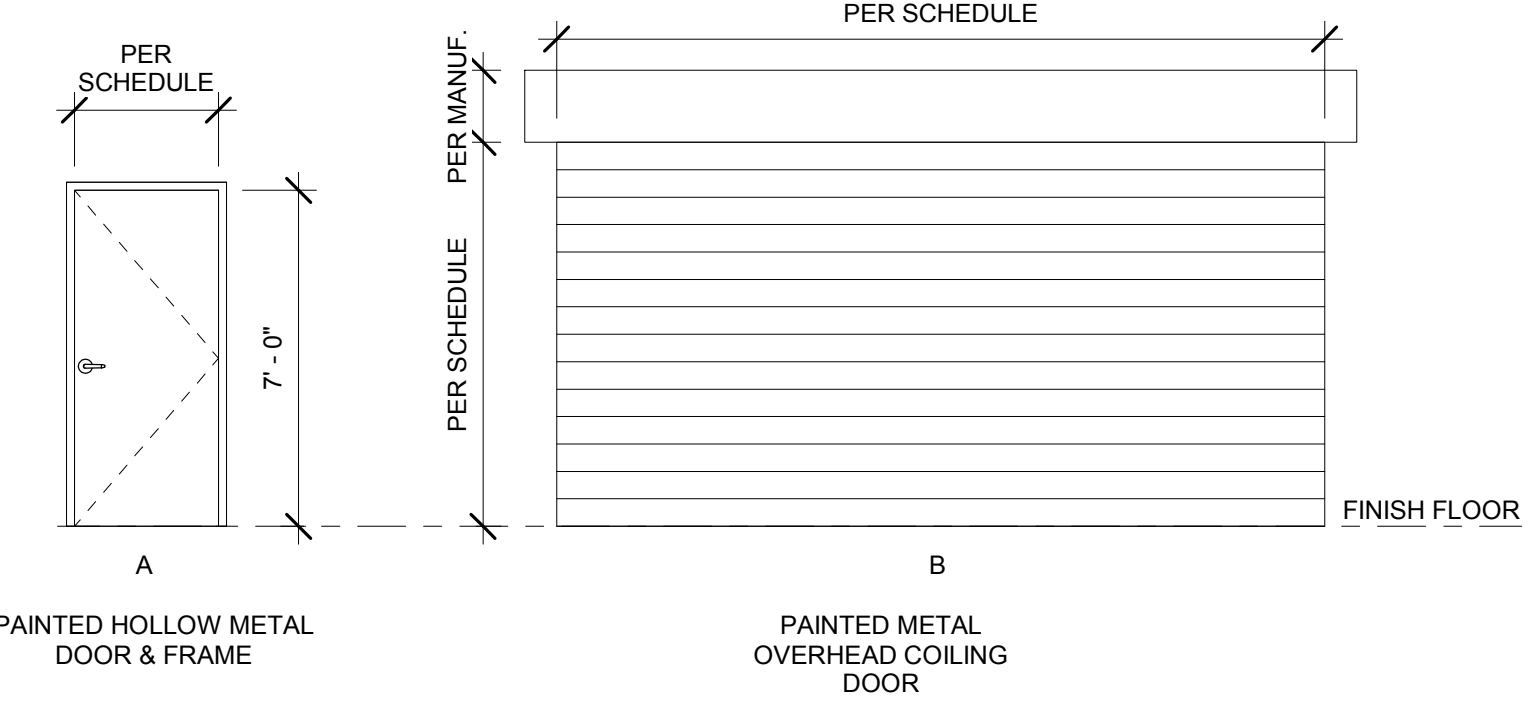 PER SCHEDULE
PER
SCHEDULE
PER MANUF.
PER SCHEDULE
7' - 0"
FINISH FLOOR
A
B
PAINTED HOLLOW METAL
DOOR & FRAME
PAINTED METAL
OVERHEAD COILING
DOOR